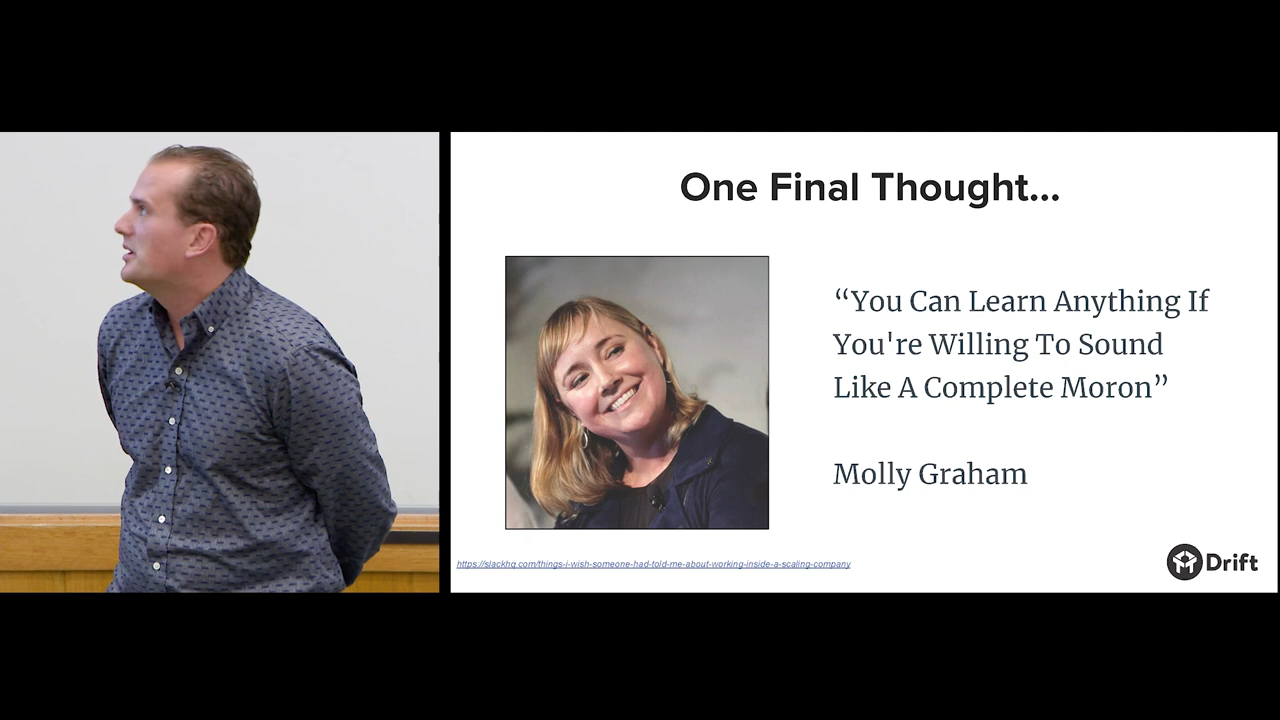 One Final Thought...
“You Can Learn Anything If
You're Willing To Sound
Like A Complete Moron”
Molly Graham
https://slackhq.com/things-i-wish-someone-had-told-me-about-working-inside-a-scaling-company
Drift